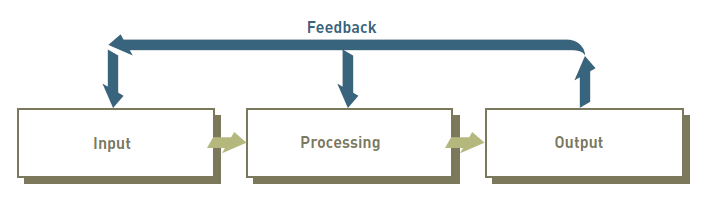 Feedback
Input
Processing
Output